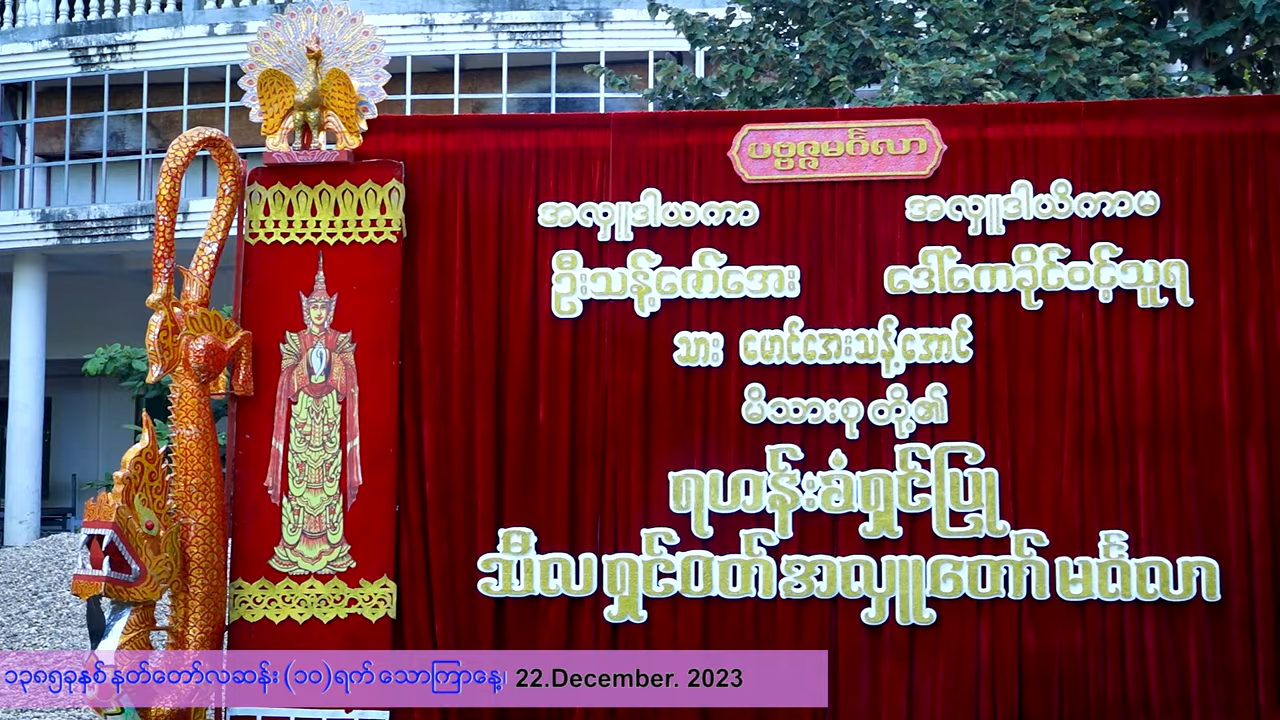 ပဗ္ဗဇ္ဇမင်္ဂလာ
အလှူဒါယကာ အလှူဒါယိကာမ
ဦးသန့်ဇော်အေး ဒေါ်ကေခိုင်ဝင့်သူရ
သား မောင်အေးသန့်အောင်
မိသားစုတို့၏
ရဟန်းခံရှင်ပြု
သီလရှင်ဝတ်အလှူတော်မင်္ဂလာ
၁၃၈၅ခုနှစ် နတ်တော်လဆန်း (၁၀)ရက် သောကြာနေ့၊ 22.December. 2023